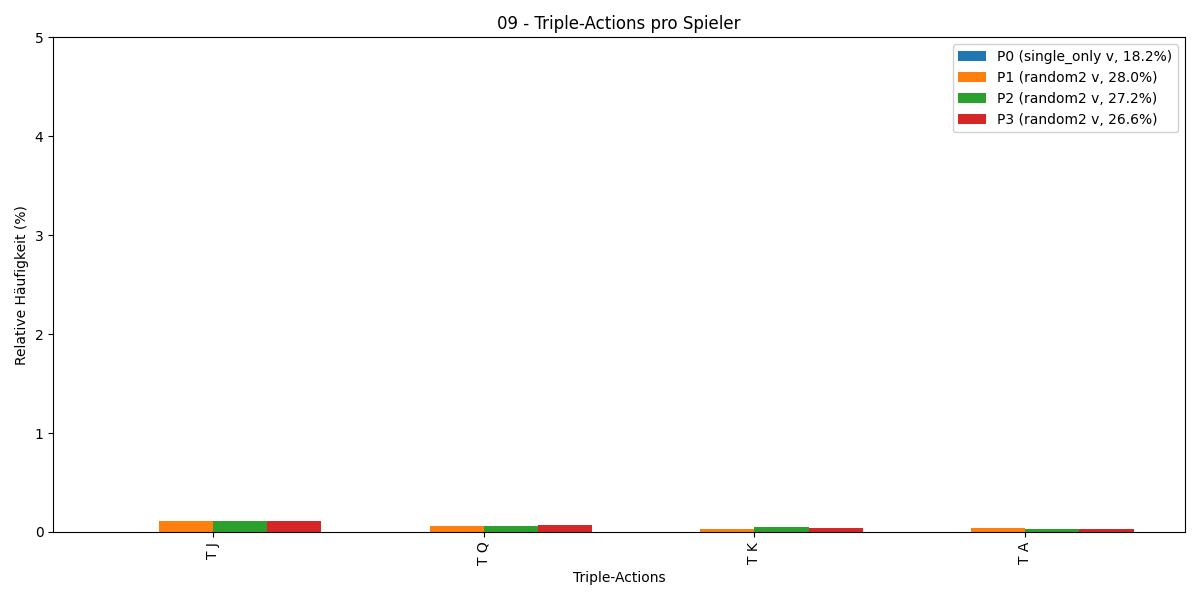 09 - Triple-Actions pro Spieler
Relative Häufigkeit (%)
5
4
3
2
1
0
P0 (single_only v, 18.2%)
P1 (random2 v, 28.0%)
P2 (random2 v, 27.2%)
P3 (random2 v, 26.6%)
T J
T Q
T K
T A
Triple-Actions